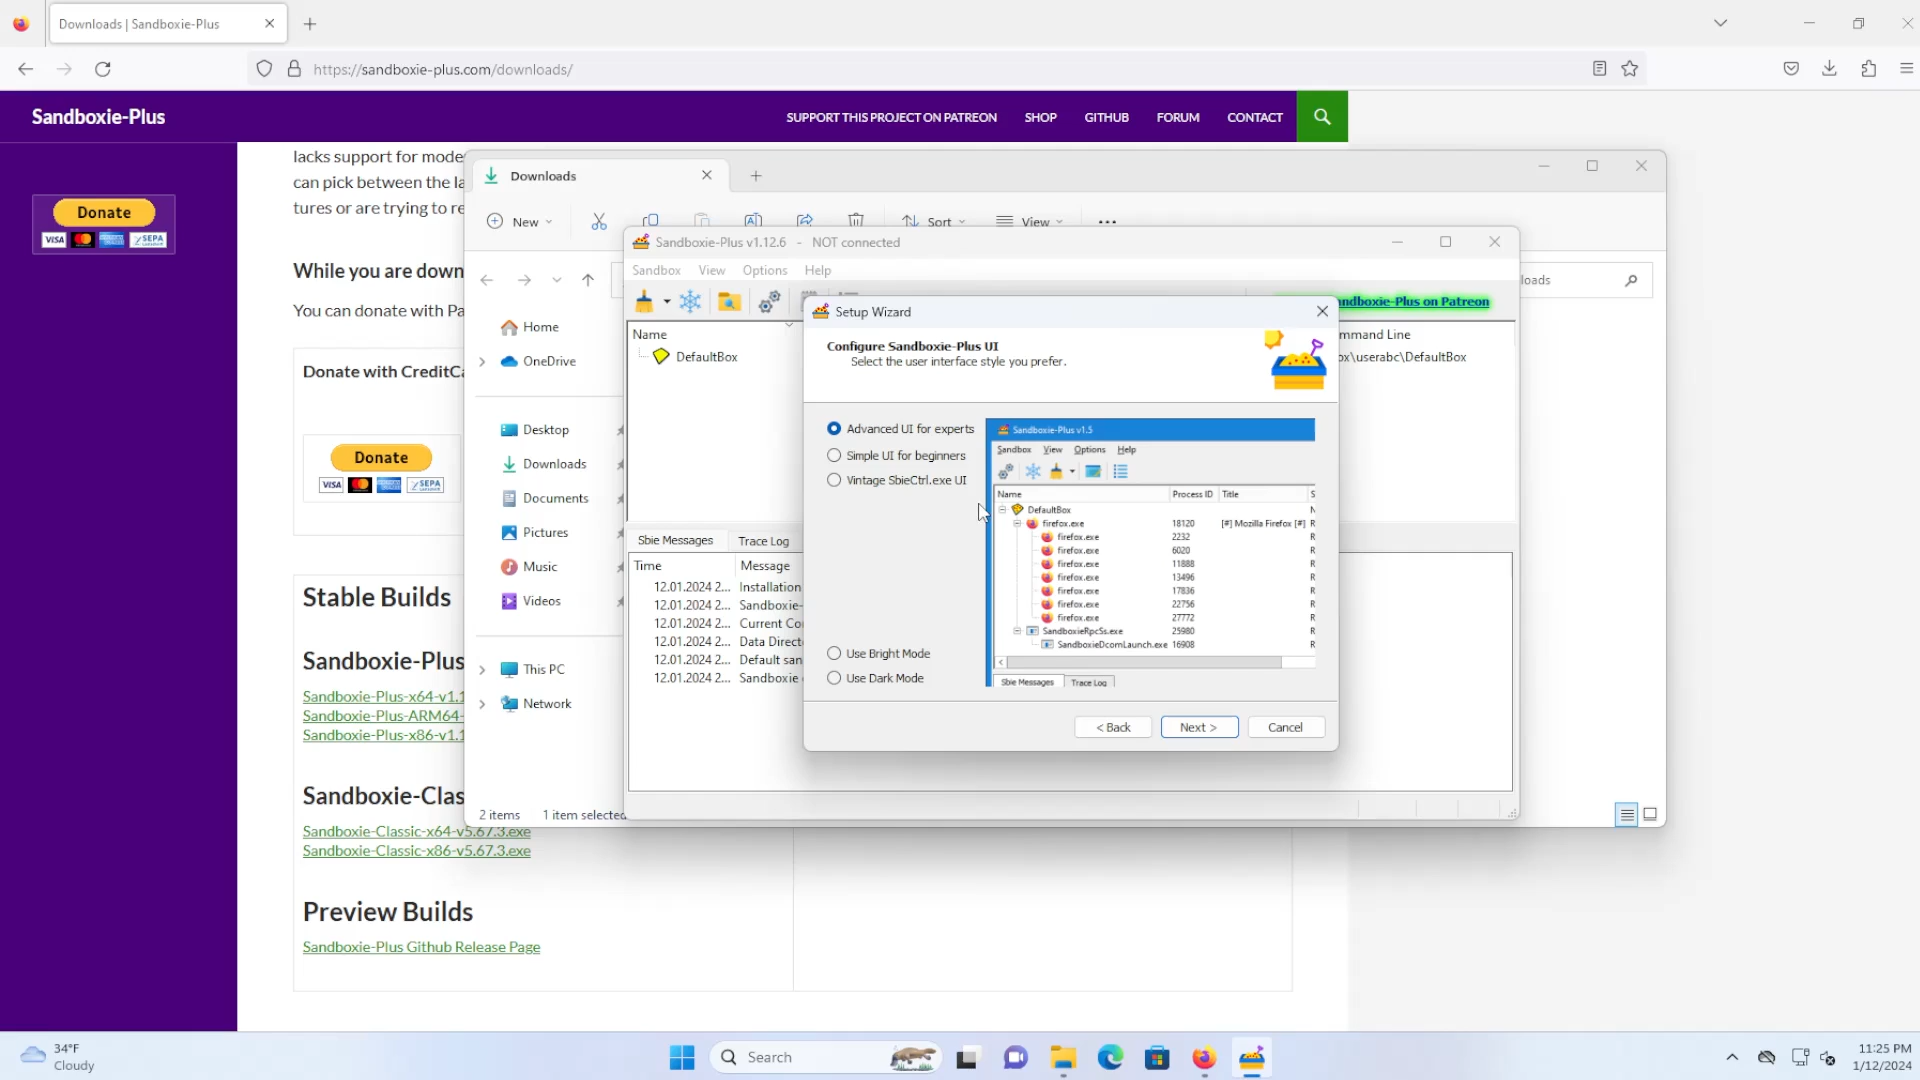 Downloads | Sandboxie-Plus
https://sandboxie-plus.com/downloads/
Sandboxie-Plus
SUPPORT THIS PROJECT ON PATREON
SHOP
GITHUB
FORUM
CONTACT
Donate
VISA
SEPA
lacks support for mode
can pick between the la
tures or are trying to re
While you are down
You can donate with Pa
Donate with CreditCa
Donate
VISA
SEPA
Stable Builds
Sandboxie-Plus
Sandboxie-Plus-x64-v1.1
Sandboxie-Plus-ARM64-
Sandboxie-Plus-x86-v1.1
Sandboxie-Clas
Sandboxie-Classic-x64-v5.67.3.exe
Sandboxie-Classic-x86-v5.67.3.exe
Preview Builds
Sandboxie-Plus Github Release Page
Downloads
New
Sort
View
loads
Home
OneDrive
Desktop
Downloads
Documents
Pictures
Music
Videos
This PC
Network
2 items
1 item selected
Sandboxie-Plus v1.12.6 - NOT connected
Sandbox View Options Help
ndboxie-Plus on Patreon
Name
mmand Line
DefaultBox
ox\userabc\DefaultBox
Sbie Messages
Trace Log
Time
Message
12.01.2024 2... Installation
12.01.2024 2... Sandboxie-
12.01.2024 2... Current Co
12.01.2024 2... Data Direct
12.01.2024 2... Default san
12.01.2024 2... Sandboxie
Setup Wizard
Configure Sandboxie-Plus UI
Select the user interface style you prefer.
Advanced UI for experts
Simple UI for beginners
Vintage SbieCtrl.exe UI
Use Bright Mode
Use Dark Mode
Sandboxie-Plus v1.5
Sandbox View Options Help
Name Process ID Title S
DefaultBox N
firefox.exe 18120 [#] Mozilla Firefox [#] R
firefox.exe 2232 R
firefox.exe 6020 R
firefox.exe 11888 R
firefox.exe 13496 R
firefox.exe 17836 R
firefox.exe 22756 R
firefox.exe 27772 R
SandboxieRpcSs.exe 25980 R
SandboxieDcomLaunch.exe 16908 R
Sbie Messages Trace Log
< Back
Next >
Cancel
34°F
Cloudy
Search
11:25 PM
1/12/2024